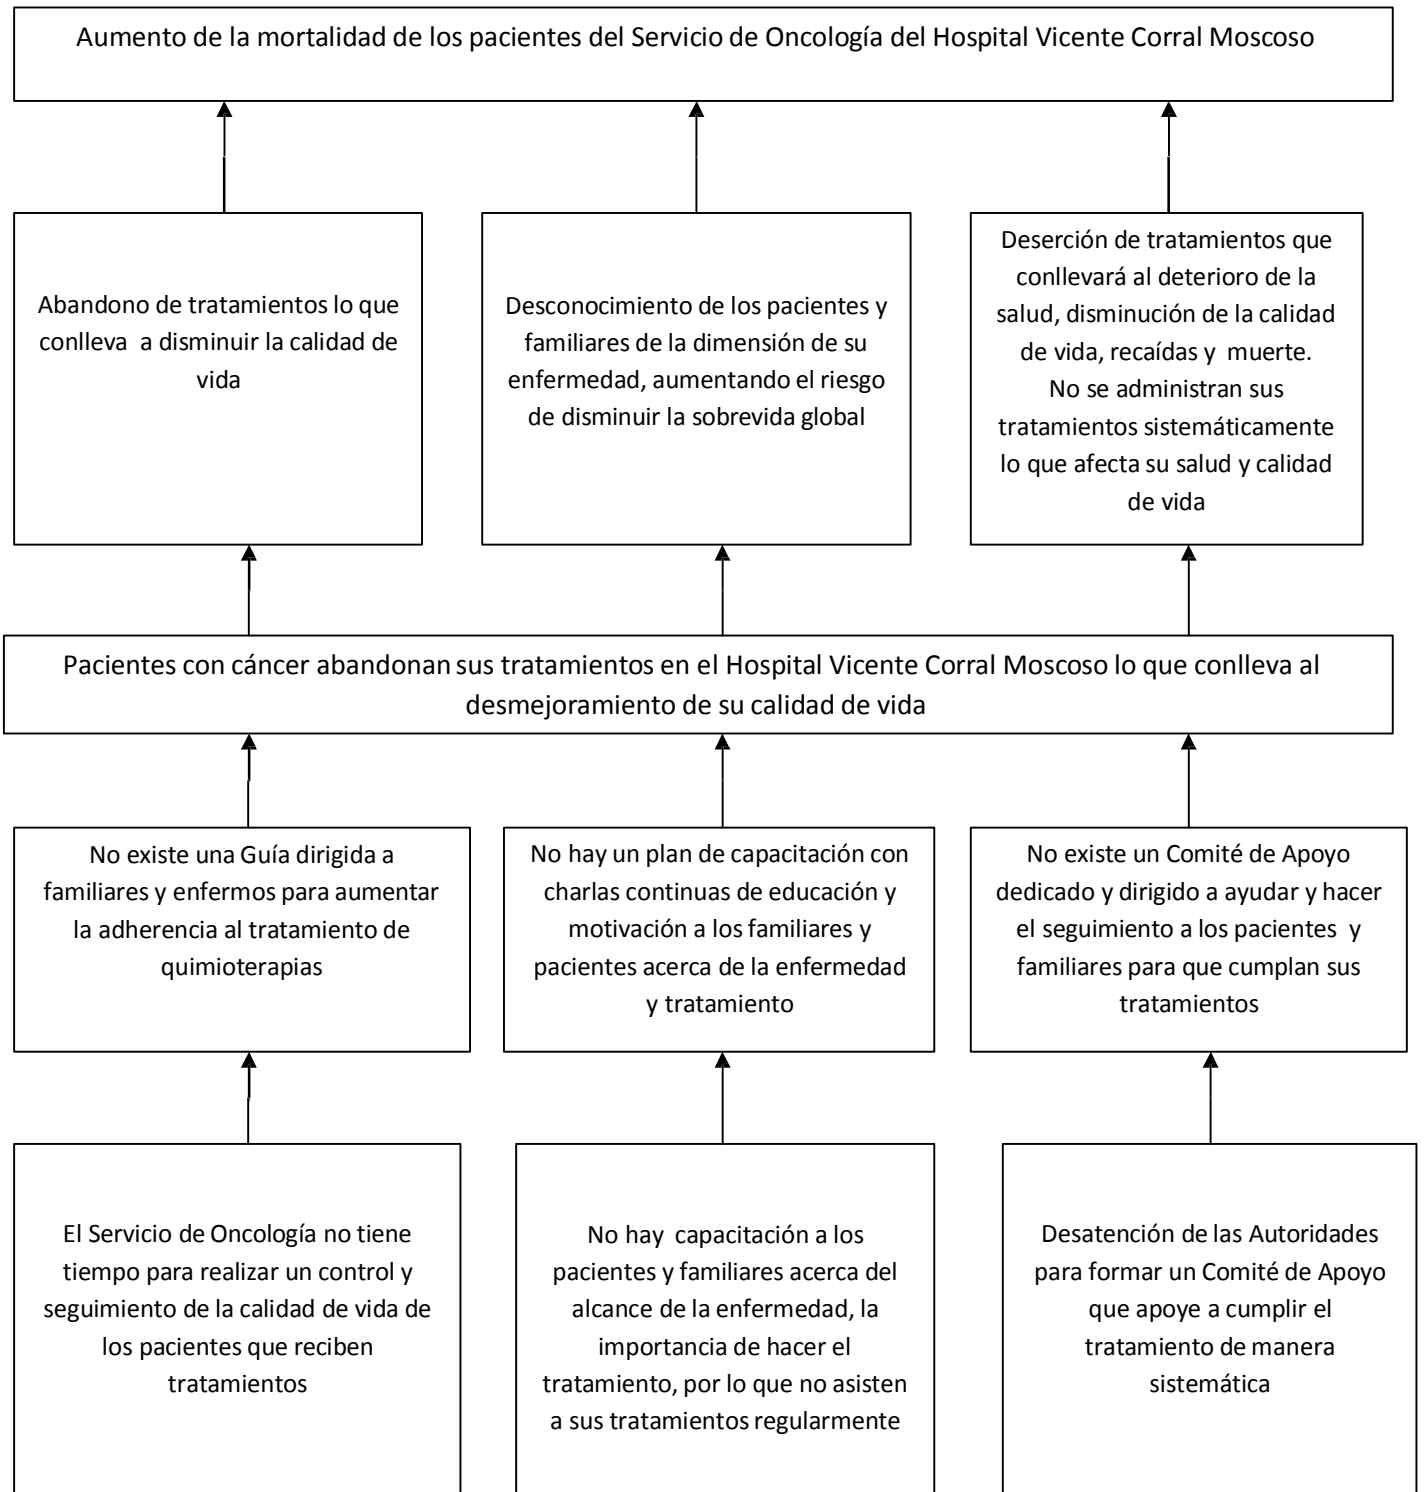 Aumento de la mortalidad de los pacientes del Servicio de Oncología del Hospital Vicente Corral Moscoso
Abandono de tratamientos lo que
conlleva a disminuir la calidad de
vida
Desconocimiento de los pacientes y
familiares de la dimensión de su
enfermedad, aumentando el riesgo
de disminuir la sobrevida global
Deserción de tratamientos que
conllevará al deterioro de la
salud, disminución de la calidad
de vida, recaídas y muerte.
No se administran sus
tratamientos sistemáticamente
lo que afecta su salud y calidad
de vida
Pacientes con cáncer abandonan sus tratamientos en el Hospital Vicente Corral Moscoso lo que conlleva al
desmejoramiento de su calidad de vida
No existe una Guía dirigida a
familiares y enfermos para aumentar
la adherencia al tratamiento de
quimioterapias
No hay un plan de capacitación con
charlas continuas de educación y
motivación a los familiares y
pacientes acerca de la enfermedad
y tratamiento
No existe un Comité de Apoyo
dedicado y dirigido a ayudar y hacer
el seguimiento a los pacientes y
familiares para que cumplan sus
tratamientos
El Servicio de Oncología no tiene
tiempo para realizar un control y
seguimiento de la calidad de vida de
los pacientes que reciben
tratamientos
No hay capacitación a los
pacientes y familiares acerca del
alcance de la enfermedad, la
importancia de hacer el
tratamiento, por lo que no asisten
a sus tratamientos regularmente
Desatención de las Autoridades
para formar un Comité de Apoyo
que apoye a cumplir el
tratamiento de manera
sistemática